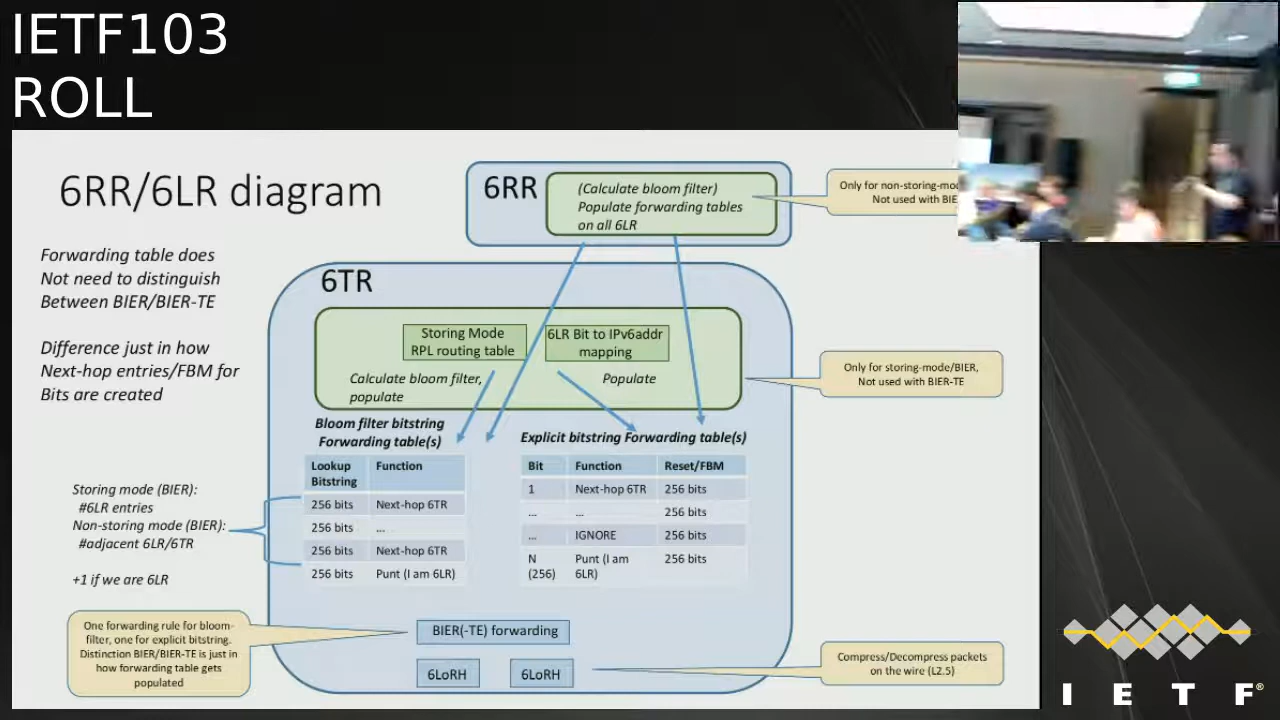 IETF103
ROLL
6RR/6LR diagram
6RR
(Calculate bloom filter)
Populate forwarding tables
on all 6LR
Only for non-storing-mo
Not used with BIE
Forwarding table does
Not need to distinguish
Between BIER/BIER-TE
Difference just in how
Next-hop entries/FBM for
Bits are created
6TR
Storing Mode
RPL routing table
6LR Bit to IPv6addr
mapping
Calculate bloom filter,
populate
Populate
Only for storing-mode/BIER,
Not used with BIER-TE
Bloom filter bitstring
Forwarding table(s)
Explicit bitstring Forwarding table(s)
Lookup Bitstring Function
256 bits Next-hop 6TR
256 bits ...
256 bits Next-hop 6TR
256 bits Punt (I am 6LR)
Bit Function Reset/FBM
1 Next-hop 6TR 256 bits
... ... 256 bits
... IGNORE 256 bits
N (256) Punt (I am 6LR) 256 bits
Storing mode (BIER):
#6LR entries
Non-storing mode (BIER):
#adjacent 6LR/6TR
+1 if we are 6LR
One forwarding rule for bloom-
filter, one for explicit bitstring.
Distinction BIER/BIER-TE is just in
how forwarding table gets
populated
BIER(-TE) forwarding
6LoRH
6LoRH
Compress/Decompress packets
on the wire (L2.5)
I E T F®